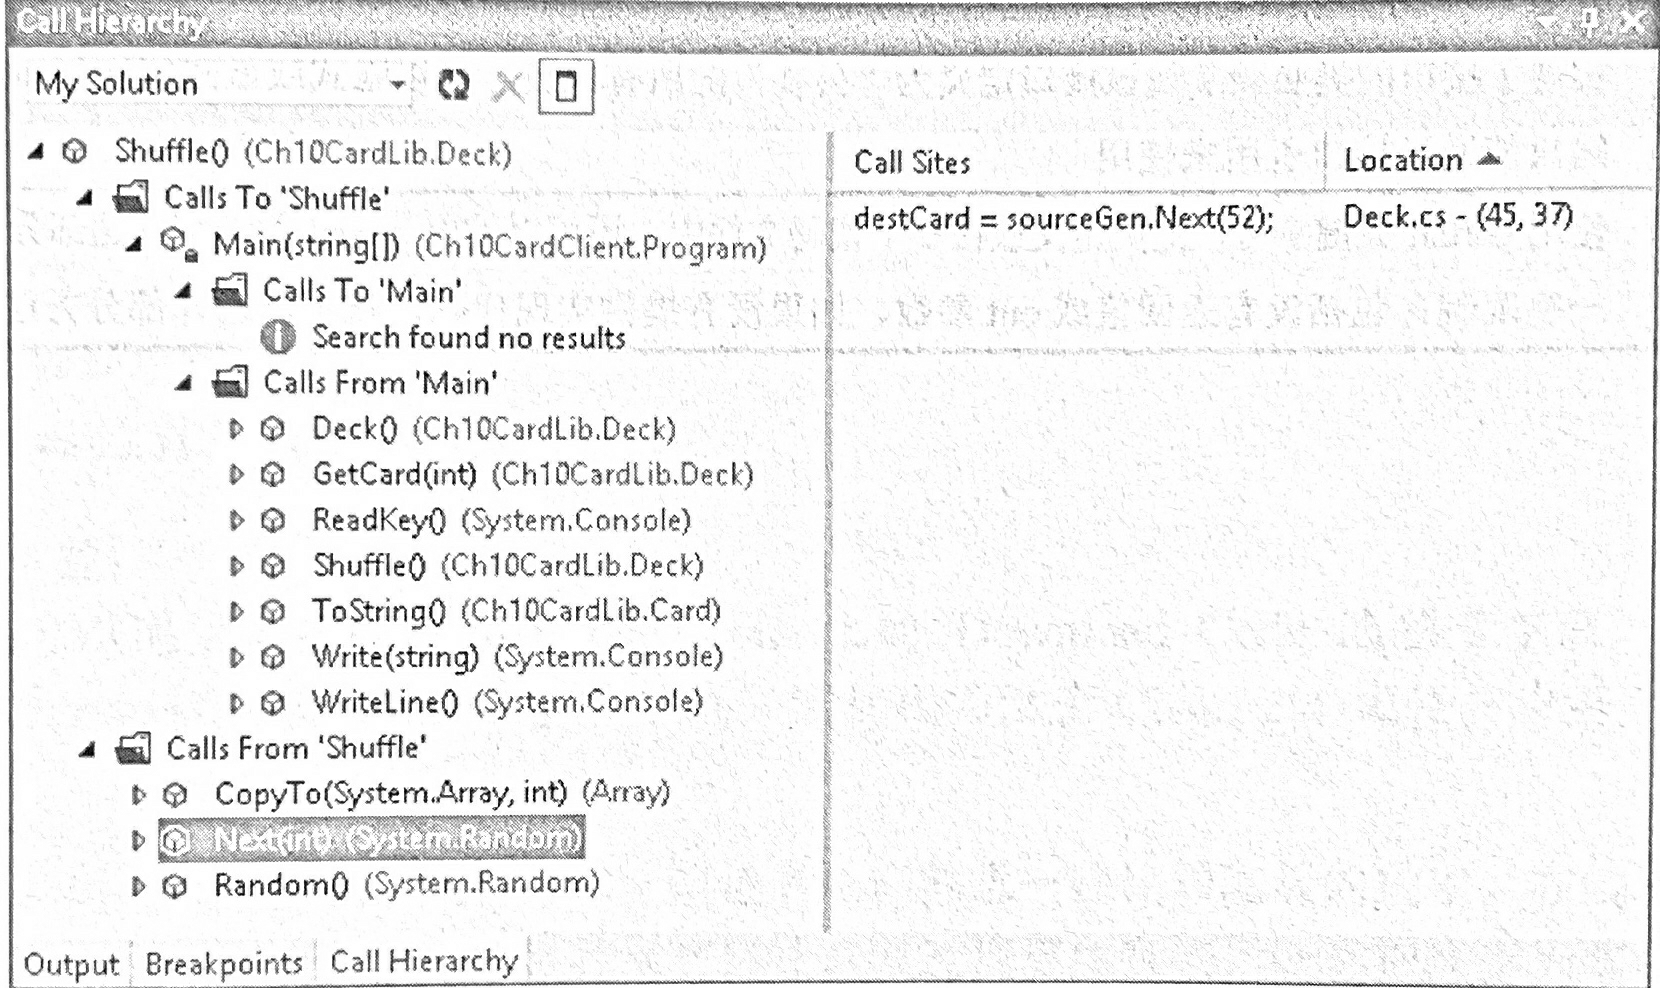 Call Hierarchy
My Solution
Shuffle() (Ch10CardLib.Deck)
Calls To 'Shuffle'
Main(string[]) (Ch10CardClient.Program)
Calls To 'Main'
Search found no results
Calls From 'Main'
Deck() (Ch10CardLib.Deck)
GetCard(int) (Ch10CardLib.Deck)
ReadKey() (System.Console)
Shuffle() (Ch10CardLib.Deck)
ToString() (Ch10CardLib.Card)
Write(string) (System.Console)
WriteLine() (System.Console)
Calls From 'Shuffle'
CopyTo(System.Array, int) (Array)
Next(int) (System.Random)
Random() (System.Random)
Call Sites Location
destCard = sourceGen.Next(52); Deck.cs - (45, 37)
Output Breakpoints Call Hierarchy